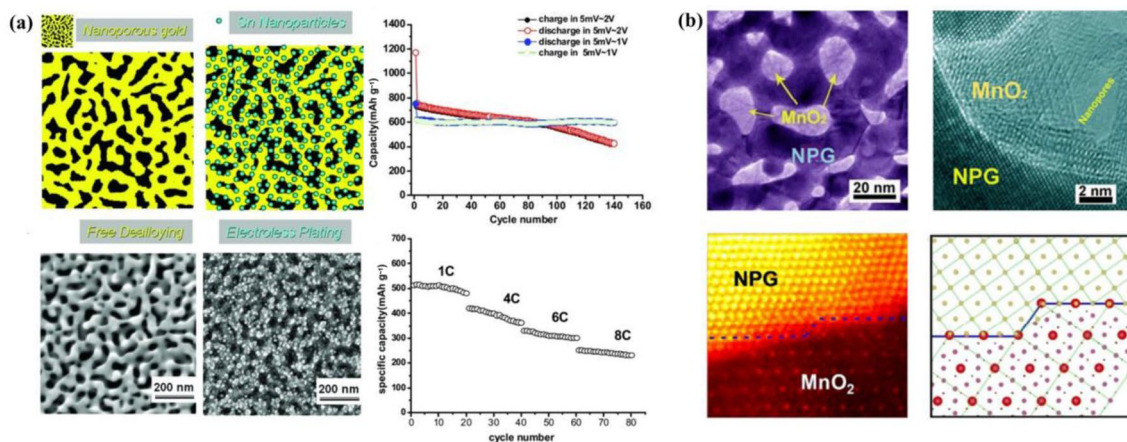 (a)
Nanoporous gold
Sn Nanoparticles
Free Dealloying
Electroless Plating
200 nm
200 nm
charge in 5mV~2V
discharge in 5mV~2V
discharge in 5mV~1V
charge in 5mV~1V
Capacity(mAh g⁻¹)
1400
1200
1000
800
600
400
200
0
0 20 40 60 80 100 120 140 160
Cycle number
specific capacity(mAh g⁻¹)
700
600
500
400
300
200
100
0
1C
4C
6C
8C
0 10 20 30 40 50 60 70 80
cycle number
(b)
MnO₂
MnO₂
NPG
20 nm
MnO₂
Nanopores
NPG
2 nm
NPG
MnO₂